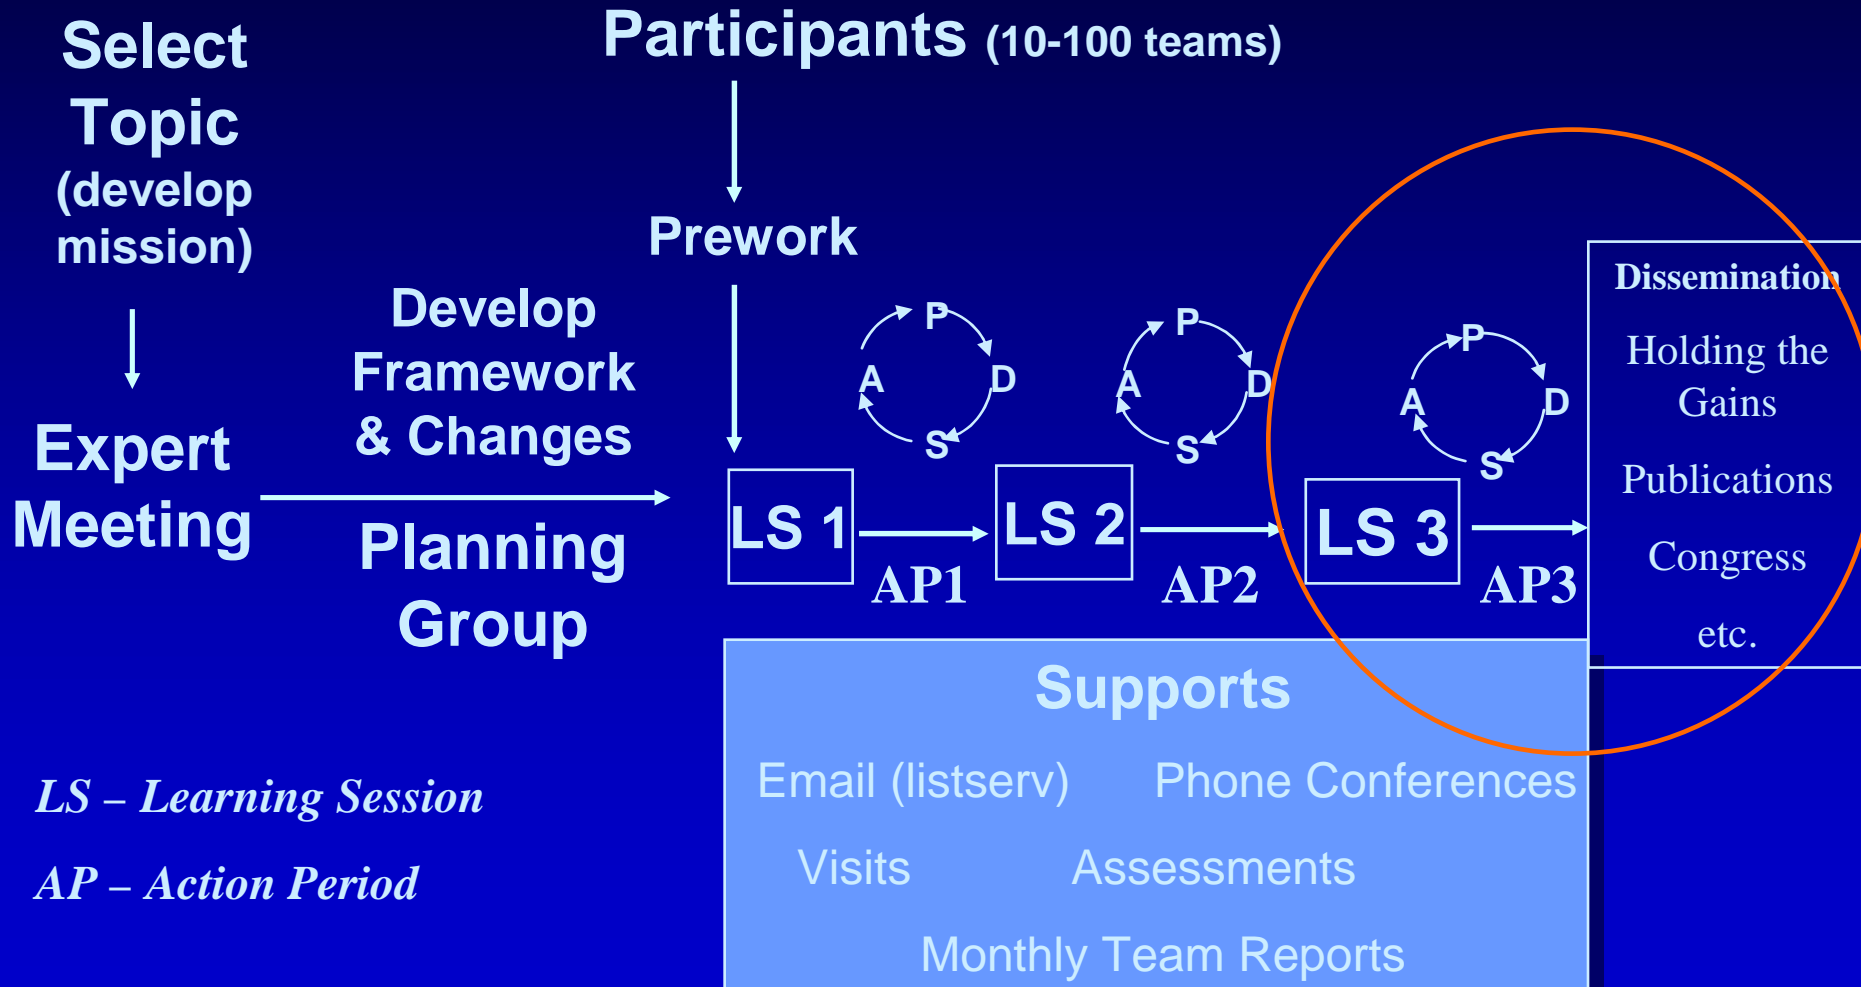 Select
Topic
(develop
mission)
Expert
Meeting
Develop
Framework
& Changes
Planning
Group
Participants (10-100 teams)
Prework
P
A D
S
P
A D
S
P
A D
S
LS 1
AP1
LS 2
AP2
LS 3
AP3
Dissemination
Holding the
Gains
Publications
Congress
etc.
Supports
Email (listserv) Phone Conferences
Visits Assessments
Monthly Team Reports
LS – Learning Session
AP – Action Period